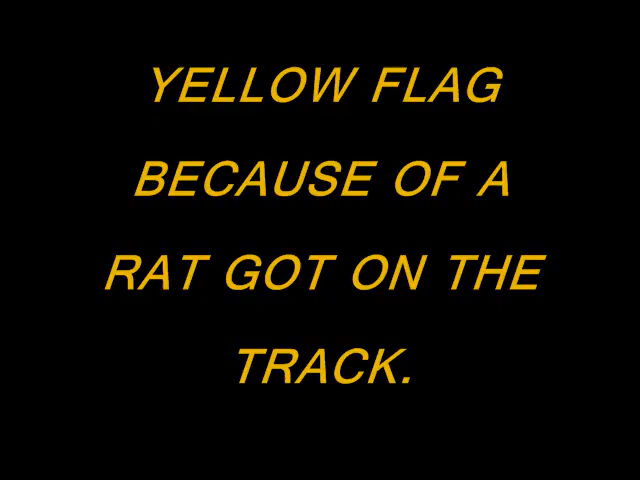 YELLOW FLAG
BECAUSE OF A
RAT GOT ON THE
TRACK.